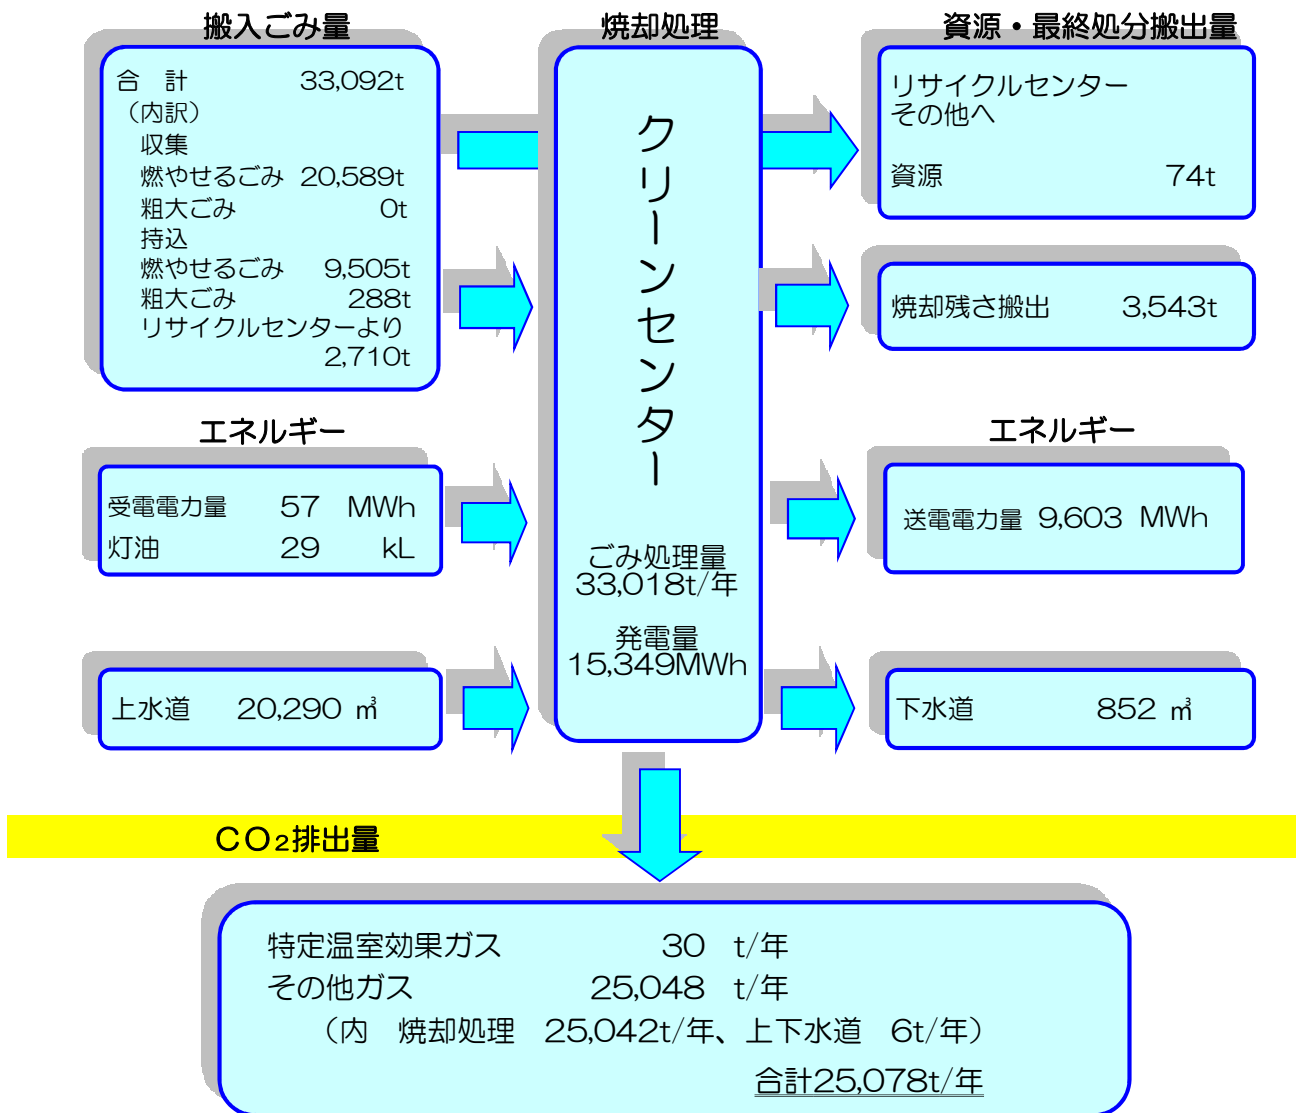 搬入ごみ量
合 計 33,092t
（内訳）
収集
燃やせるごみ 20,589t
粗大ごみ 0t
持込
燃やせるごみ 9,505t
粗大ごみ 288t
リサイクルセンターより
2,710t
焼却処理
クリーンセンター
ごみ処理量
33,018t/年
発電量
15,349MWh
資源・最終処分搬出量
リサイクルセンター
その他へ
資源 74t
焼却残さ搬出 3,543t
エネルギー
受電電力量 57 MWh
灯油 29 kL
エネルギー
送電電力量 9,603 MWh
上水道 20,290 ㎥
下水道 852 ㎥
ＣＯ₂排出量
特定温室効果ガス 30 t/年
その他ガス 25,048 t/年
（内 焼却処理 25,042t/年、上下水道 6t/年）
合計25,078t/年